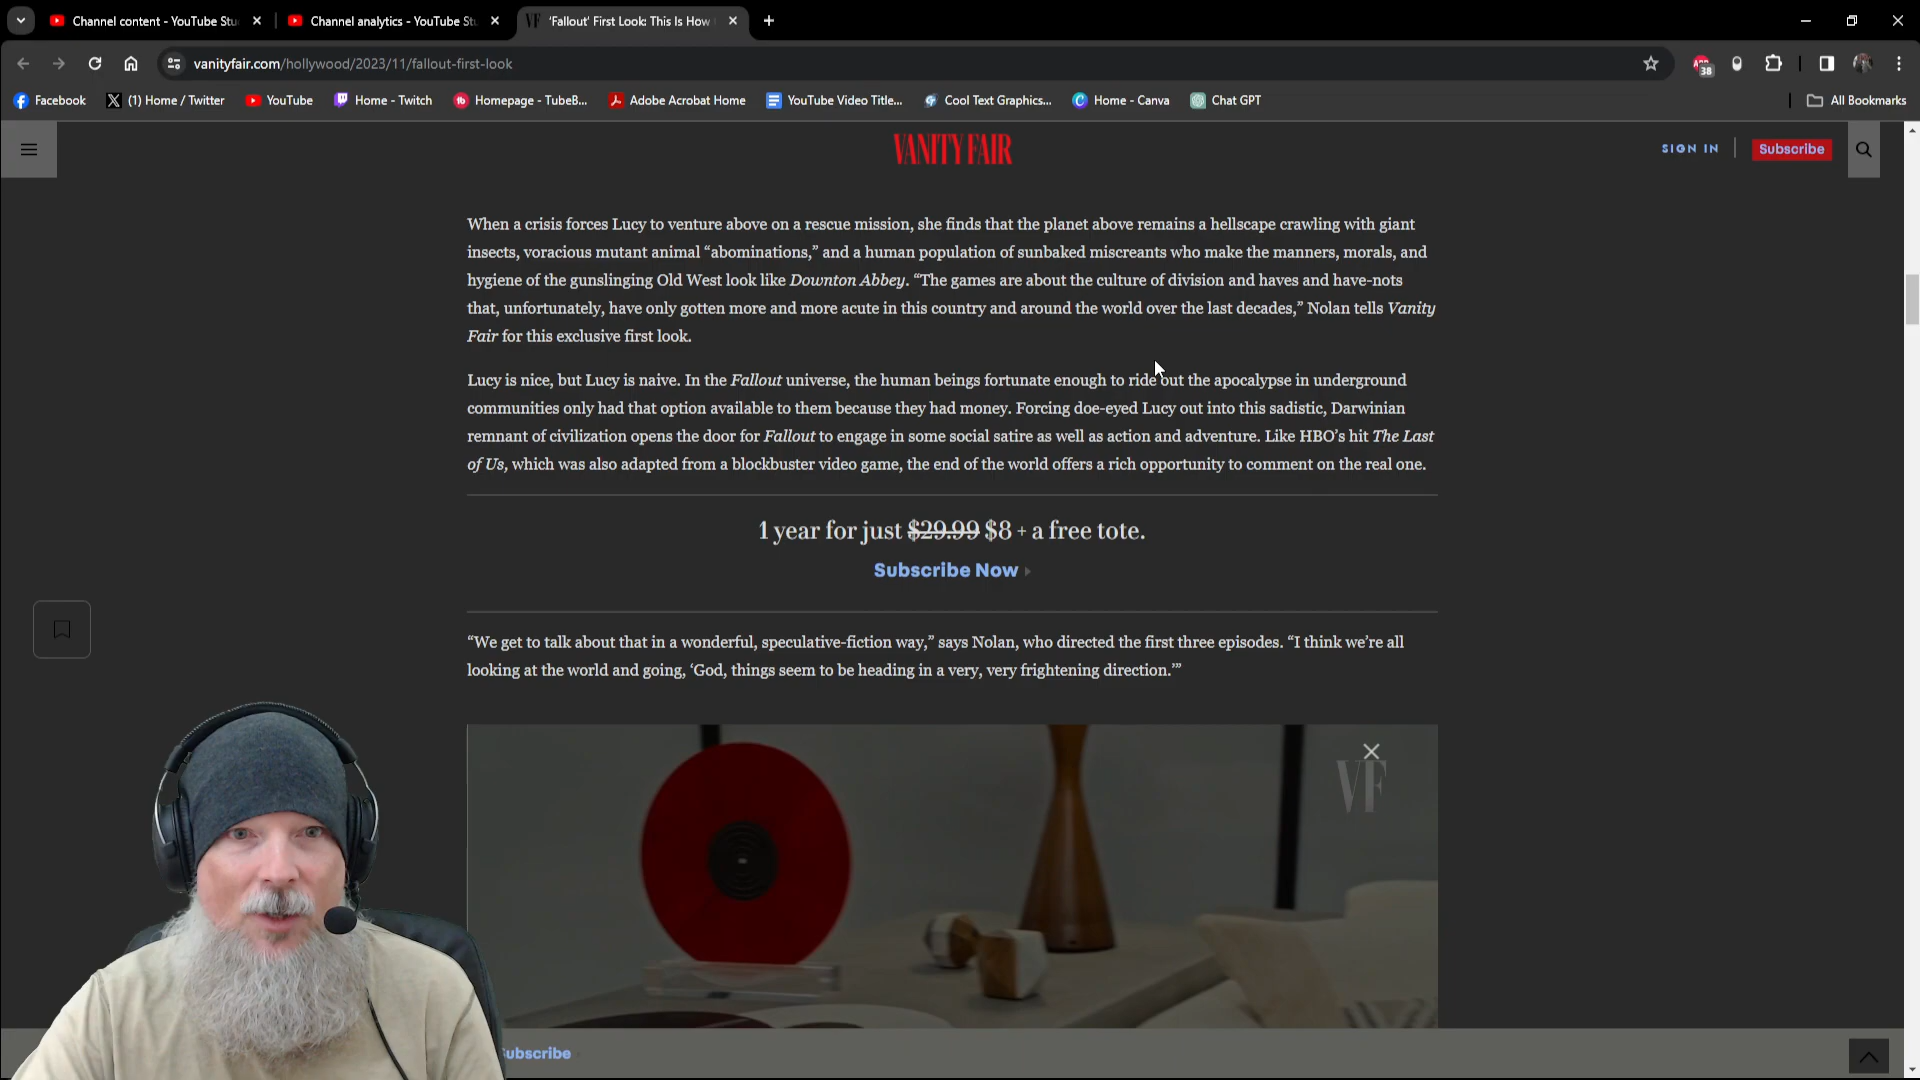 Channel content - YouTube Stu
Channel analytics - YouTube St
VF
‘Fallout’ First Look: This Is How
vanityfair.com/hollywood/2023/11/fallout-first-look
38
Facebook
(1) Home / Twitter
YouTube
Home - Twitch
Homepage - TubeB...
Adobe Acrobat Home
YouTube Video Title...
Cool Text Graphics...
Home - Canva
Chat GPT
All Bookmarks
VANITY FAIR
SIGN IN
Subscribe
When a crisis forces Lucy to venture above on a rescue mission, she finds that the planet above remains a hellscape crawling with giant
insects, voracious mutant animal “abominations,” and a human population of sunbaked miscreants who make the manners, morals, and
hygiene of the gunslinging Old West look like Downton Abbey. “The games are about the culture of division and haves and have-nots
that, unfortunately, have only gotten more and more acute in this country and around the world over the last decades,” Nolan tells Vanity
Fair for this exclusive first look.
Lucy is nice, but Lucy is naive. In the Fallout universe, the human beings fortunate enough to ride out the apocalypse in underground
communities only had that option available to them because they had money. Forcing doe-eyed Lucy out into this sadistic, Darwinian
remnant of civilization opens the door for Fallout to engage in some social satire as well as action and adventure. Like HBO’s hit The Last
of Us, which was also adapted from a blockbuster video game, the end of the world offers a rich opportunity to comment on the real one.
1 year for just $29.99 $8 + a free tote.
Subscribe Now
“We get to talk about that in a wonderful, speculative-fiction way,” says Nolan, who directed the first three episodes. “I think we’re all
looking at the world and going, ‘God, things seem to be heading in a very, very frightening direction.’”
VF
ubscribe